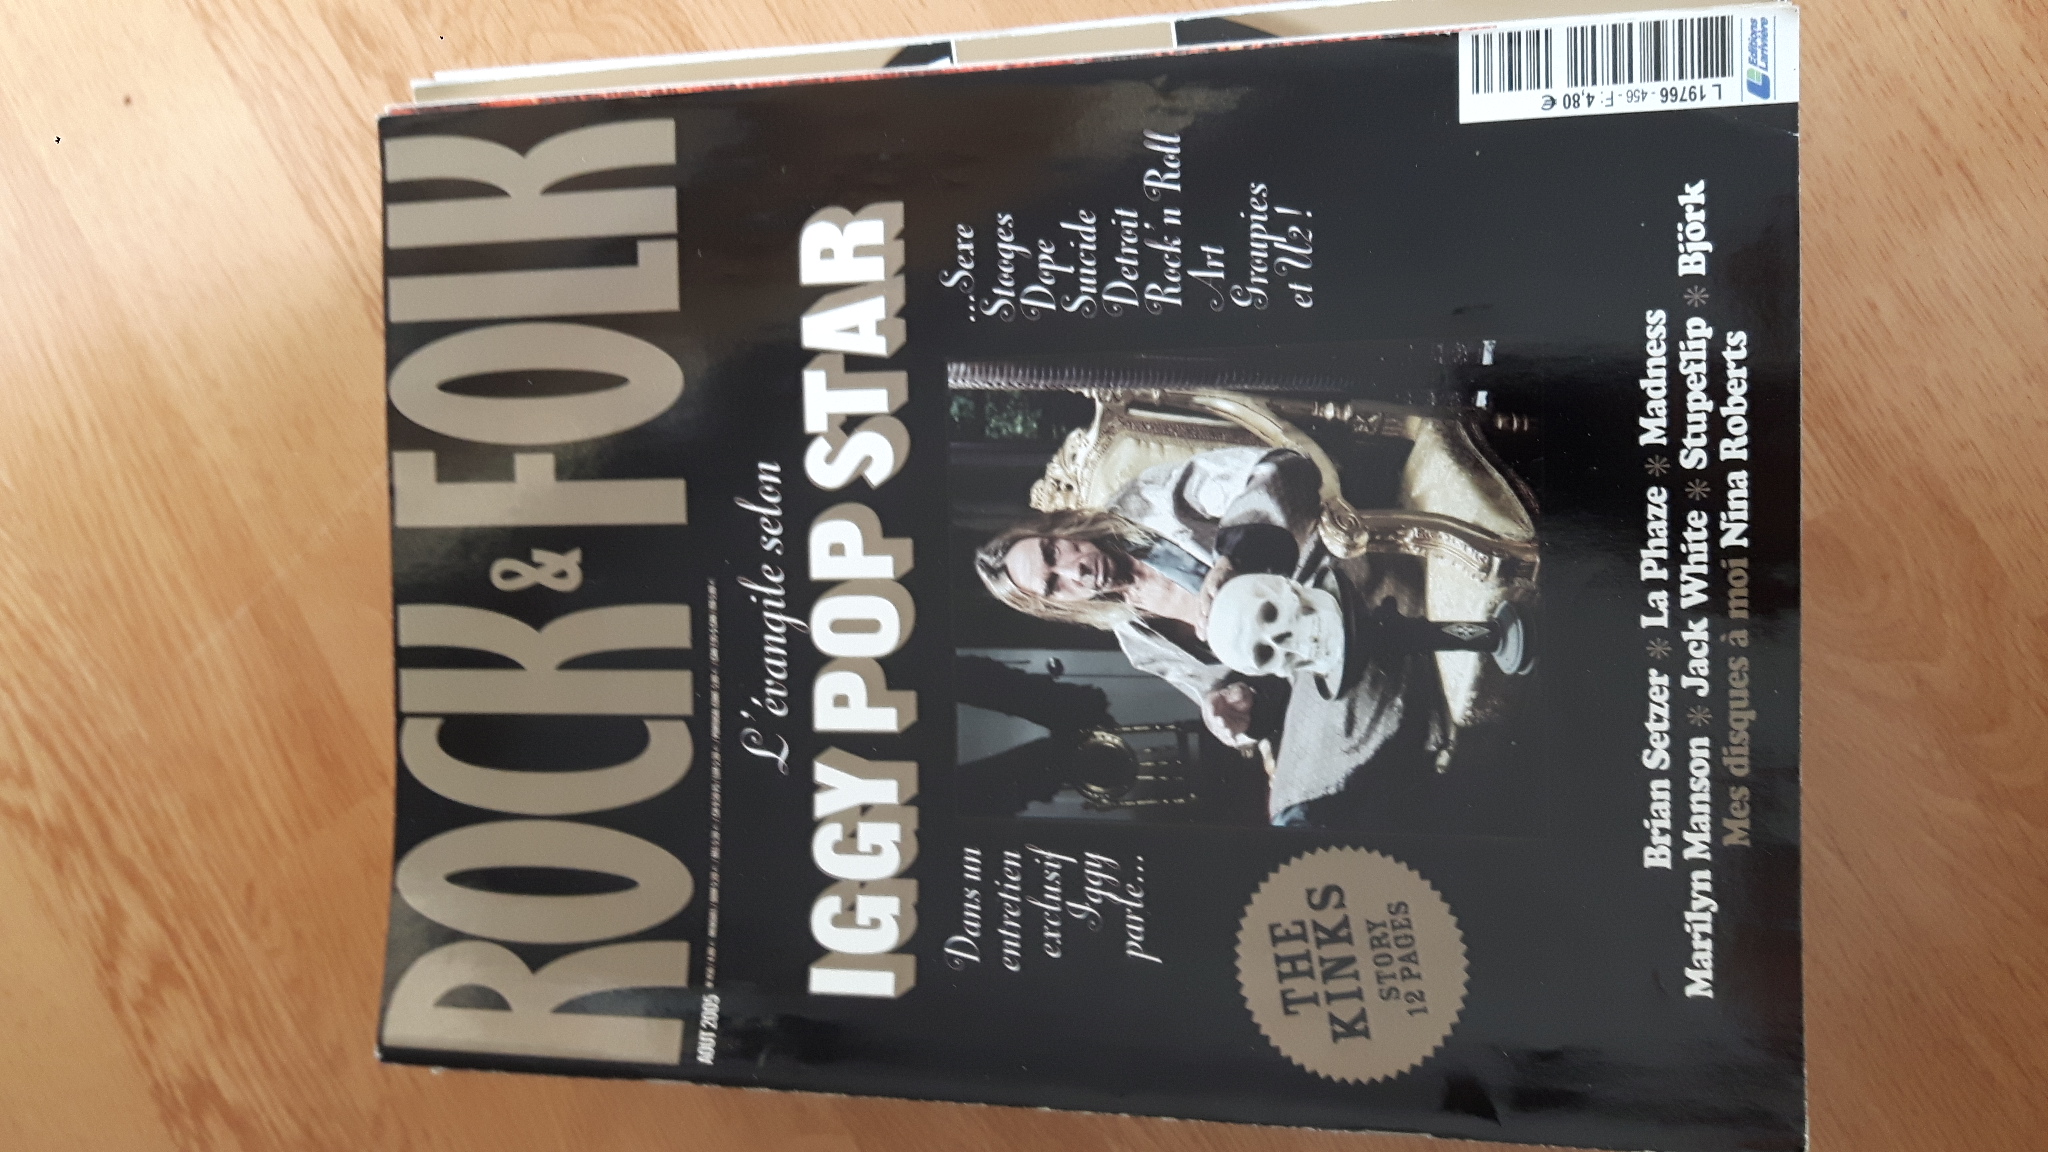 ROCK & FOLK
AOUT 2005
L'évangile selon
IGGY POP STAR
Dans un
entretien
exclusif
Iggy
parle...
...Sexe
Stooges
Dope
Suicide
Detroit
Rock'n'Roll
Art
Groupies
et U2 !
THE
KINKS
STORY
12 PAGES
Brian Setzer * La Phaze * Madness
Marilyn Manson * Jack White * Stupeflip * Björk
Mes disques à moi Nina Roberts
L 19766 - 456 - F: 4,80 €
Editions
Larivière